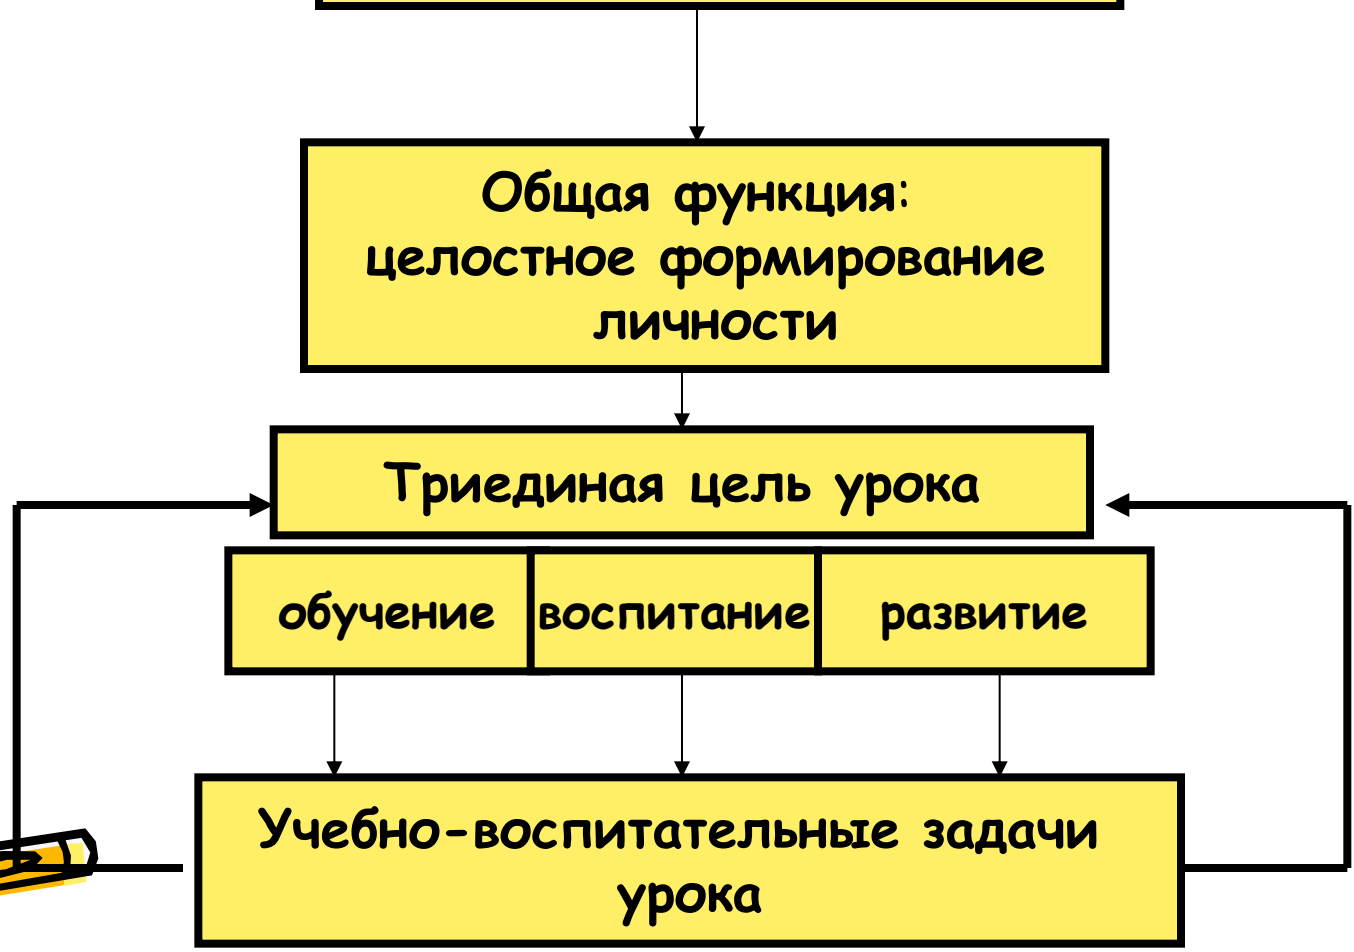 Общая функция:
целостное формирование
личности
Триединая цель урока
обучение
воспитание
развитие
Учебно-воспитательные задачи
урока